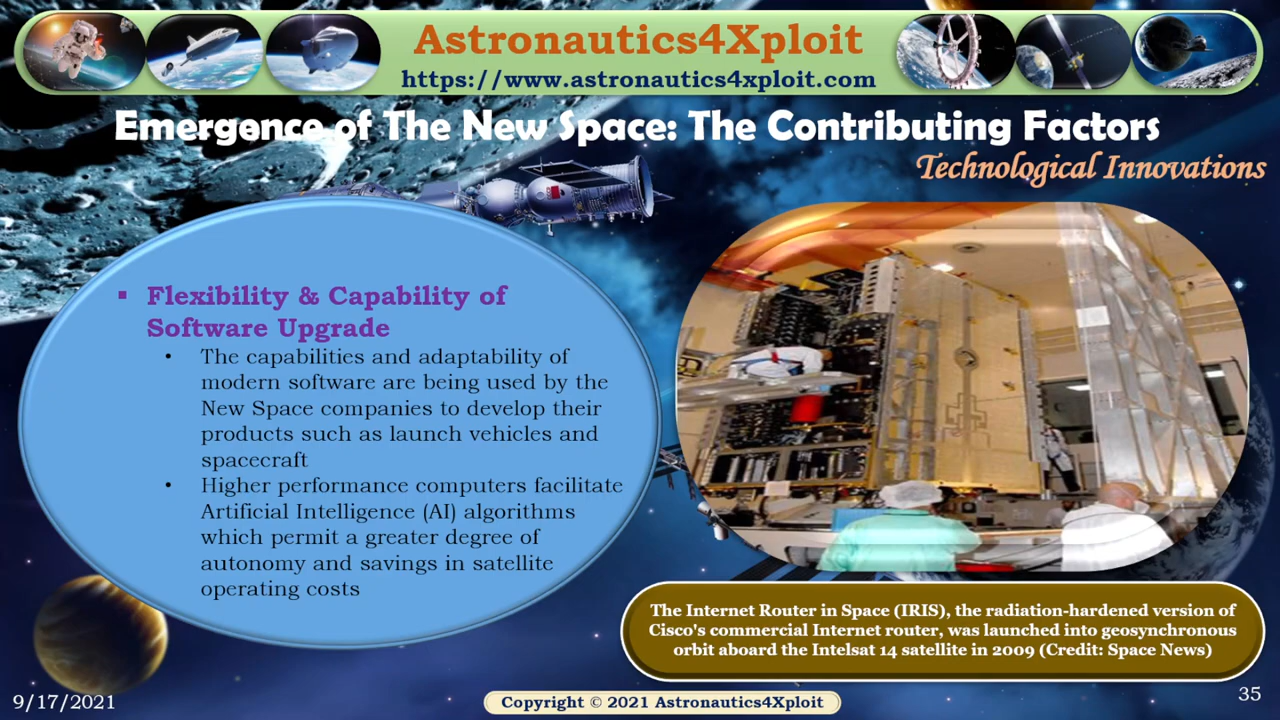 Astronautics4Xploit
https://www.astronautics4xploit.com
Emergence of The New Space: The Contributing Factors
Technological Innovations
▪ Flexibility & Capability of
Software Upgrade
• The capabilities and adaptability of
modern software are being used by the
New Space companies to develop their
products such as launch vehicles and
spacecraft
• Higher performance computers facilitate
Artificial Intelligence (AI) algorithms
which permit a greater degree of
autonomy and savings in satellite
operating costs
The Internet Router in Space (IRIS), the radiation-hardened version of
Cisco's commercial Internet router, was launched into geosynchronous
orbit aboard the Intelsat 14 satellite in 2009 (Credit: Space News)
9/17/2021
Copyright © 2021 Astronautics4Xploit
35